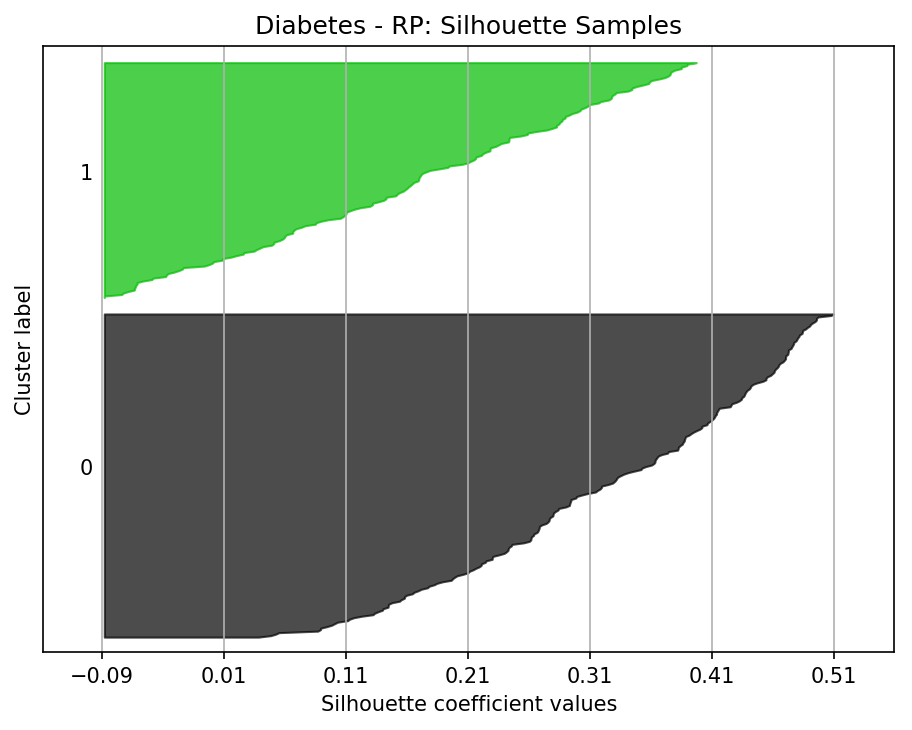 Diabetes - RP: Silhouette Samples
1
Cluster label
0
−0.09 0.01 0.11 0.21 0.31 0.41 0.51
Silhouette coefficient values